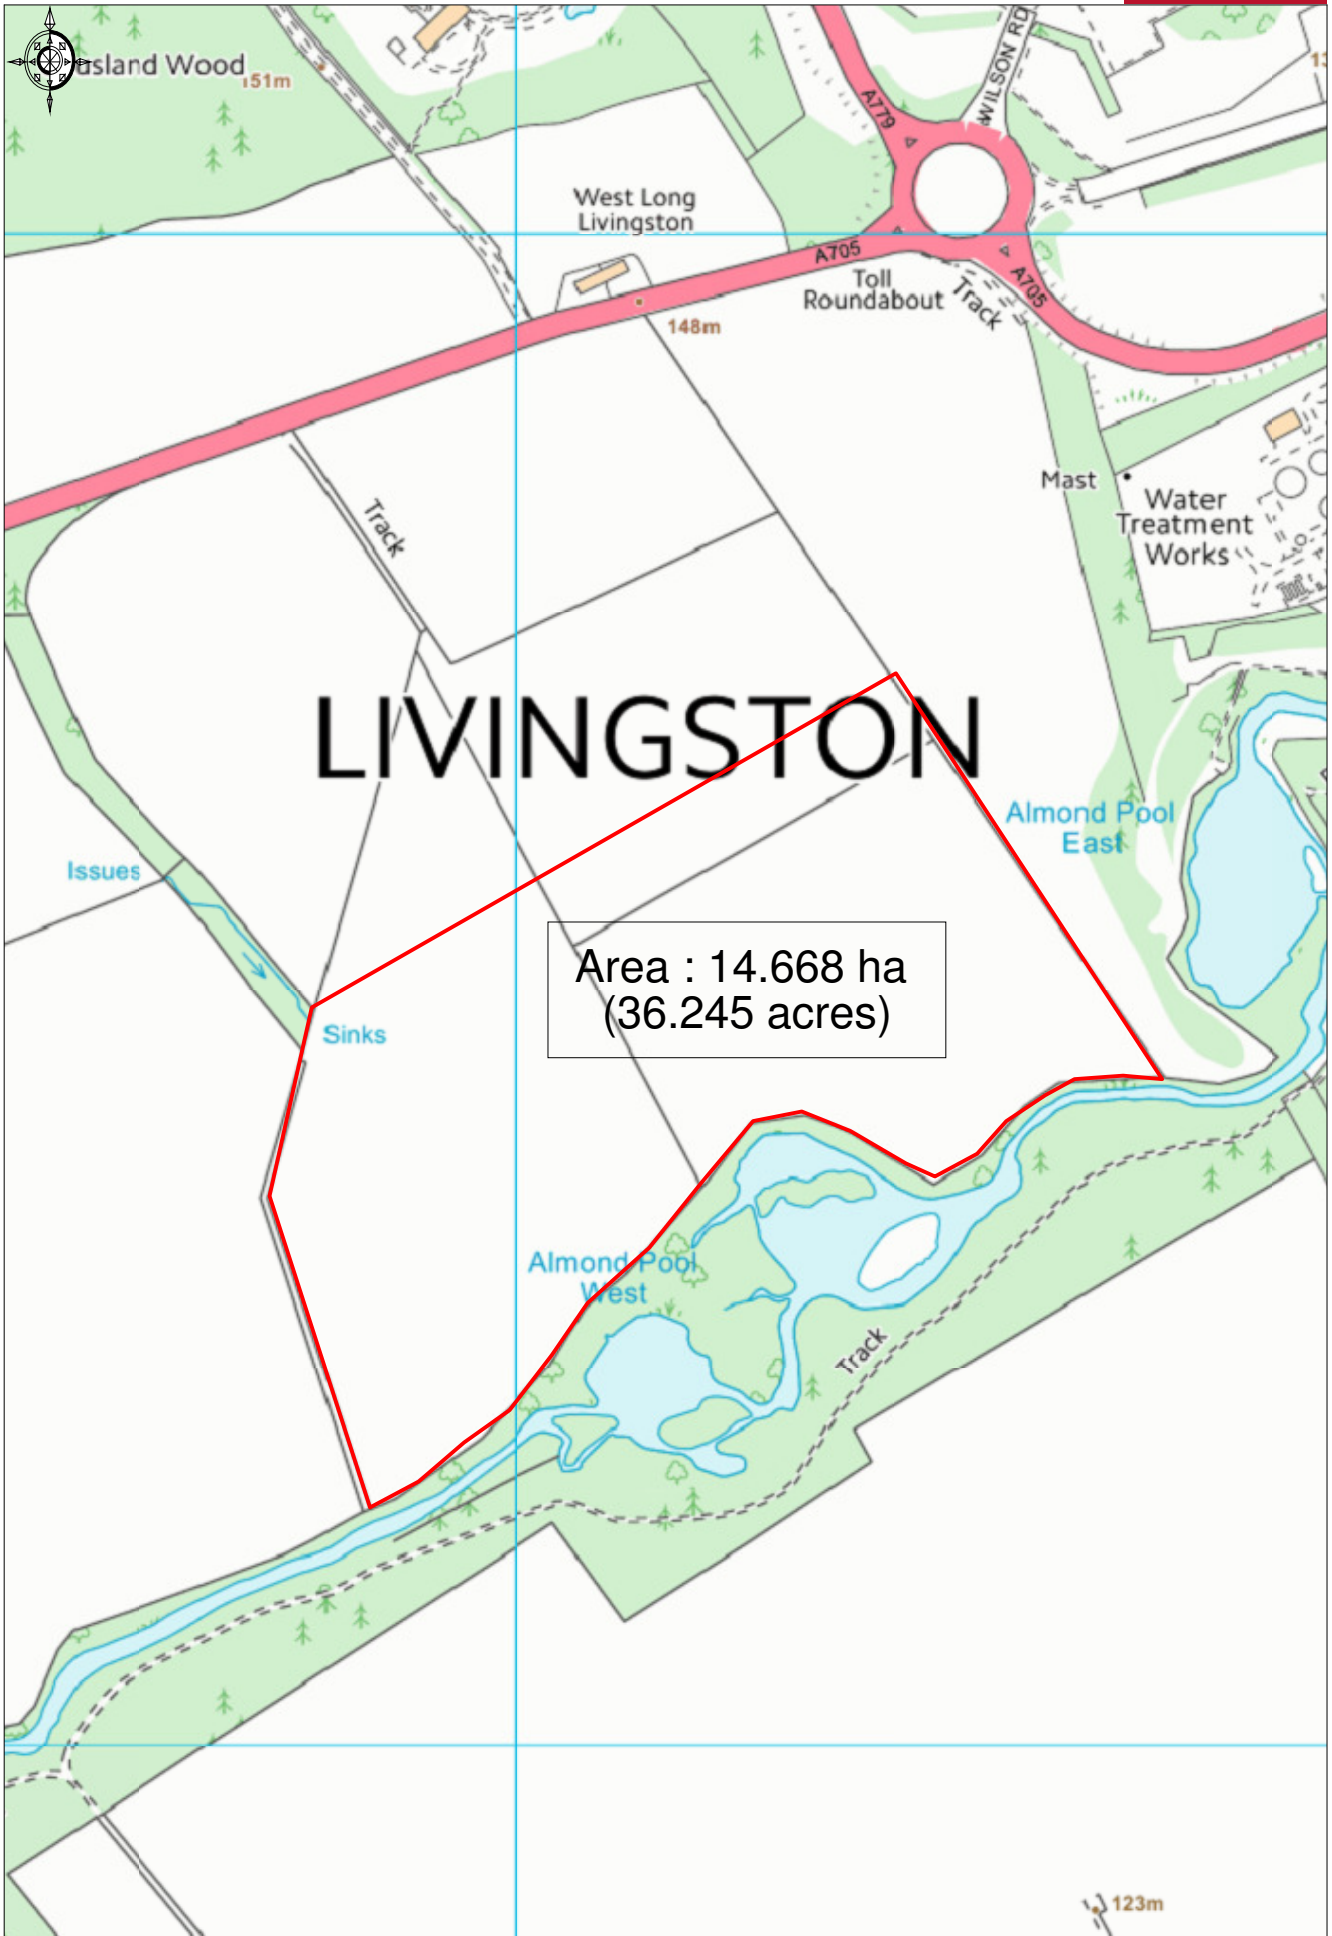 usland Wood
151m
A779
WILSON RD
West Long
Livingston
A705
Toll
Roundabout
Track
A705
148m
Mast
Water
Treatment
Works
Track
LIVINGSTON
Almond Pool
East
Issues
Area : 14.668 ha
(36.245 acres)
Sinks
Almond Pool
West
Track
123m